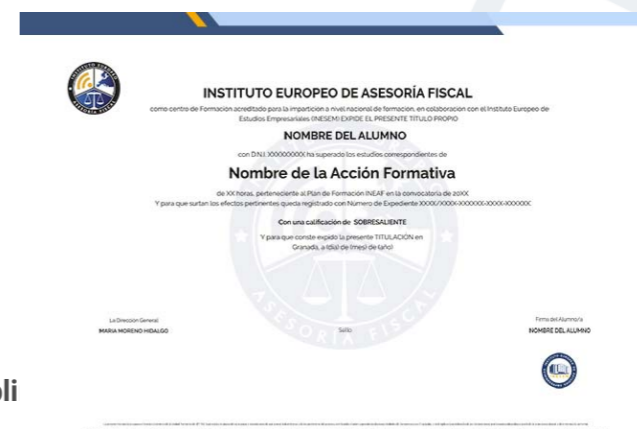 INSTITUTO EUROPEO DE ASESORÍA FISCAL
como centro de Formación acreditado para la impartición a nivel nacional de formación, en colaboración con el Instituto Europeo de
Estudios Empresariales (INESEM) EXPIDE EL PRESENTE TÍTULO PROPIO
NOMBRE DEL ALUMNO
con D.N.I. XXXXXXXXX ha superado los estudios correspondientes de
Nombre de la Acción Formativa
de XX horas, perteneciente al Plan de Formación INEAF en la convocatoria de 20XX
Y para que surtan los efectos pertinentes queda registrado con Número de Expediente XXXX/XXXX-XXXXXX-XXXX-XXXXXX
Con una calificación de SOBRESALIENTE
Y para que conste expido la presente TITULACIÓN en
Granada, a (día) de (mes) de (año)
ASESORÍA FISCAL
La Dirección General
MARIA MORENO HIDALGO
Sello
Firma del Alumno/a
NOMBRE DEL ALUMNO
pli